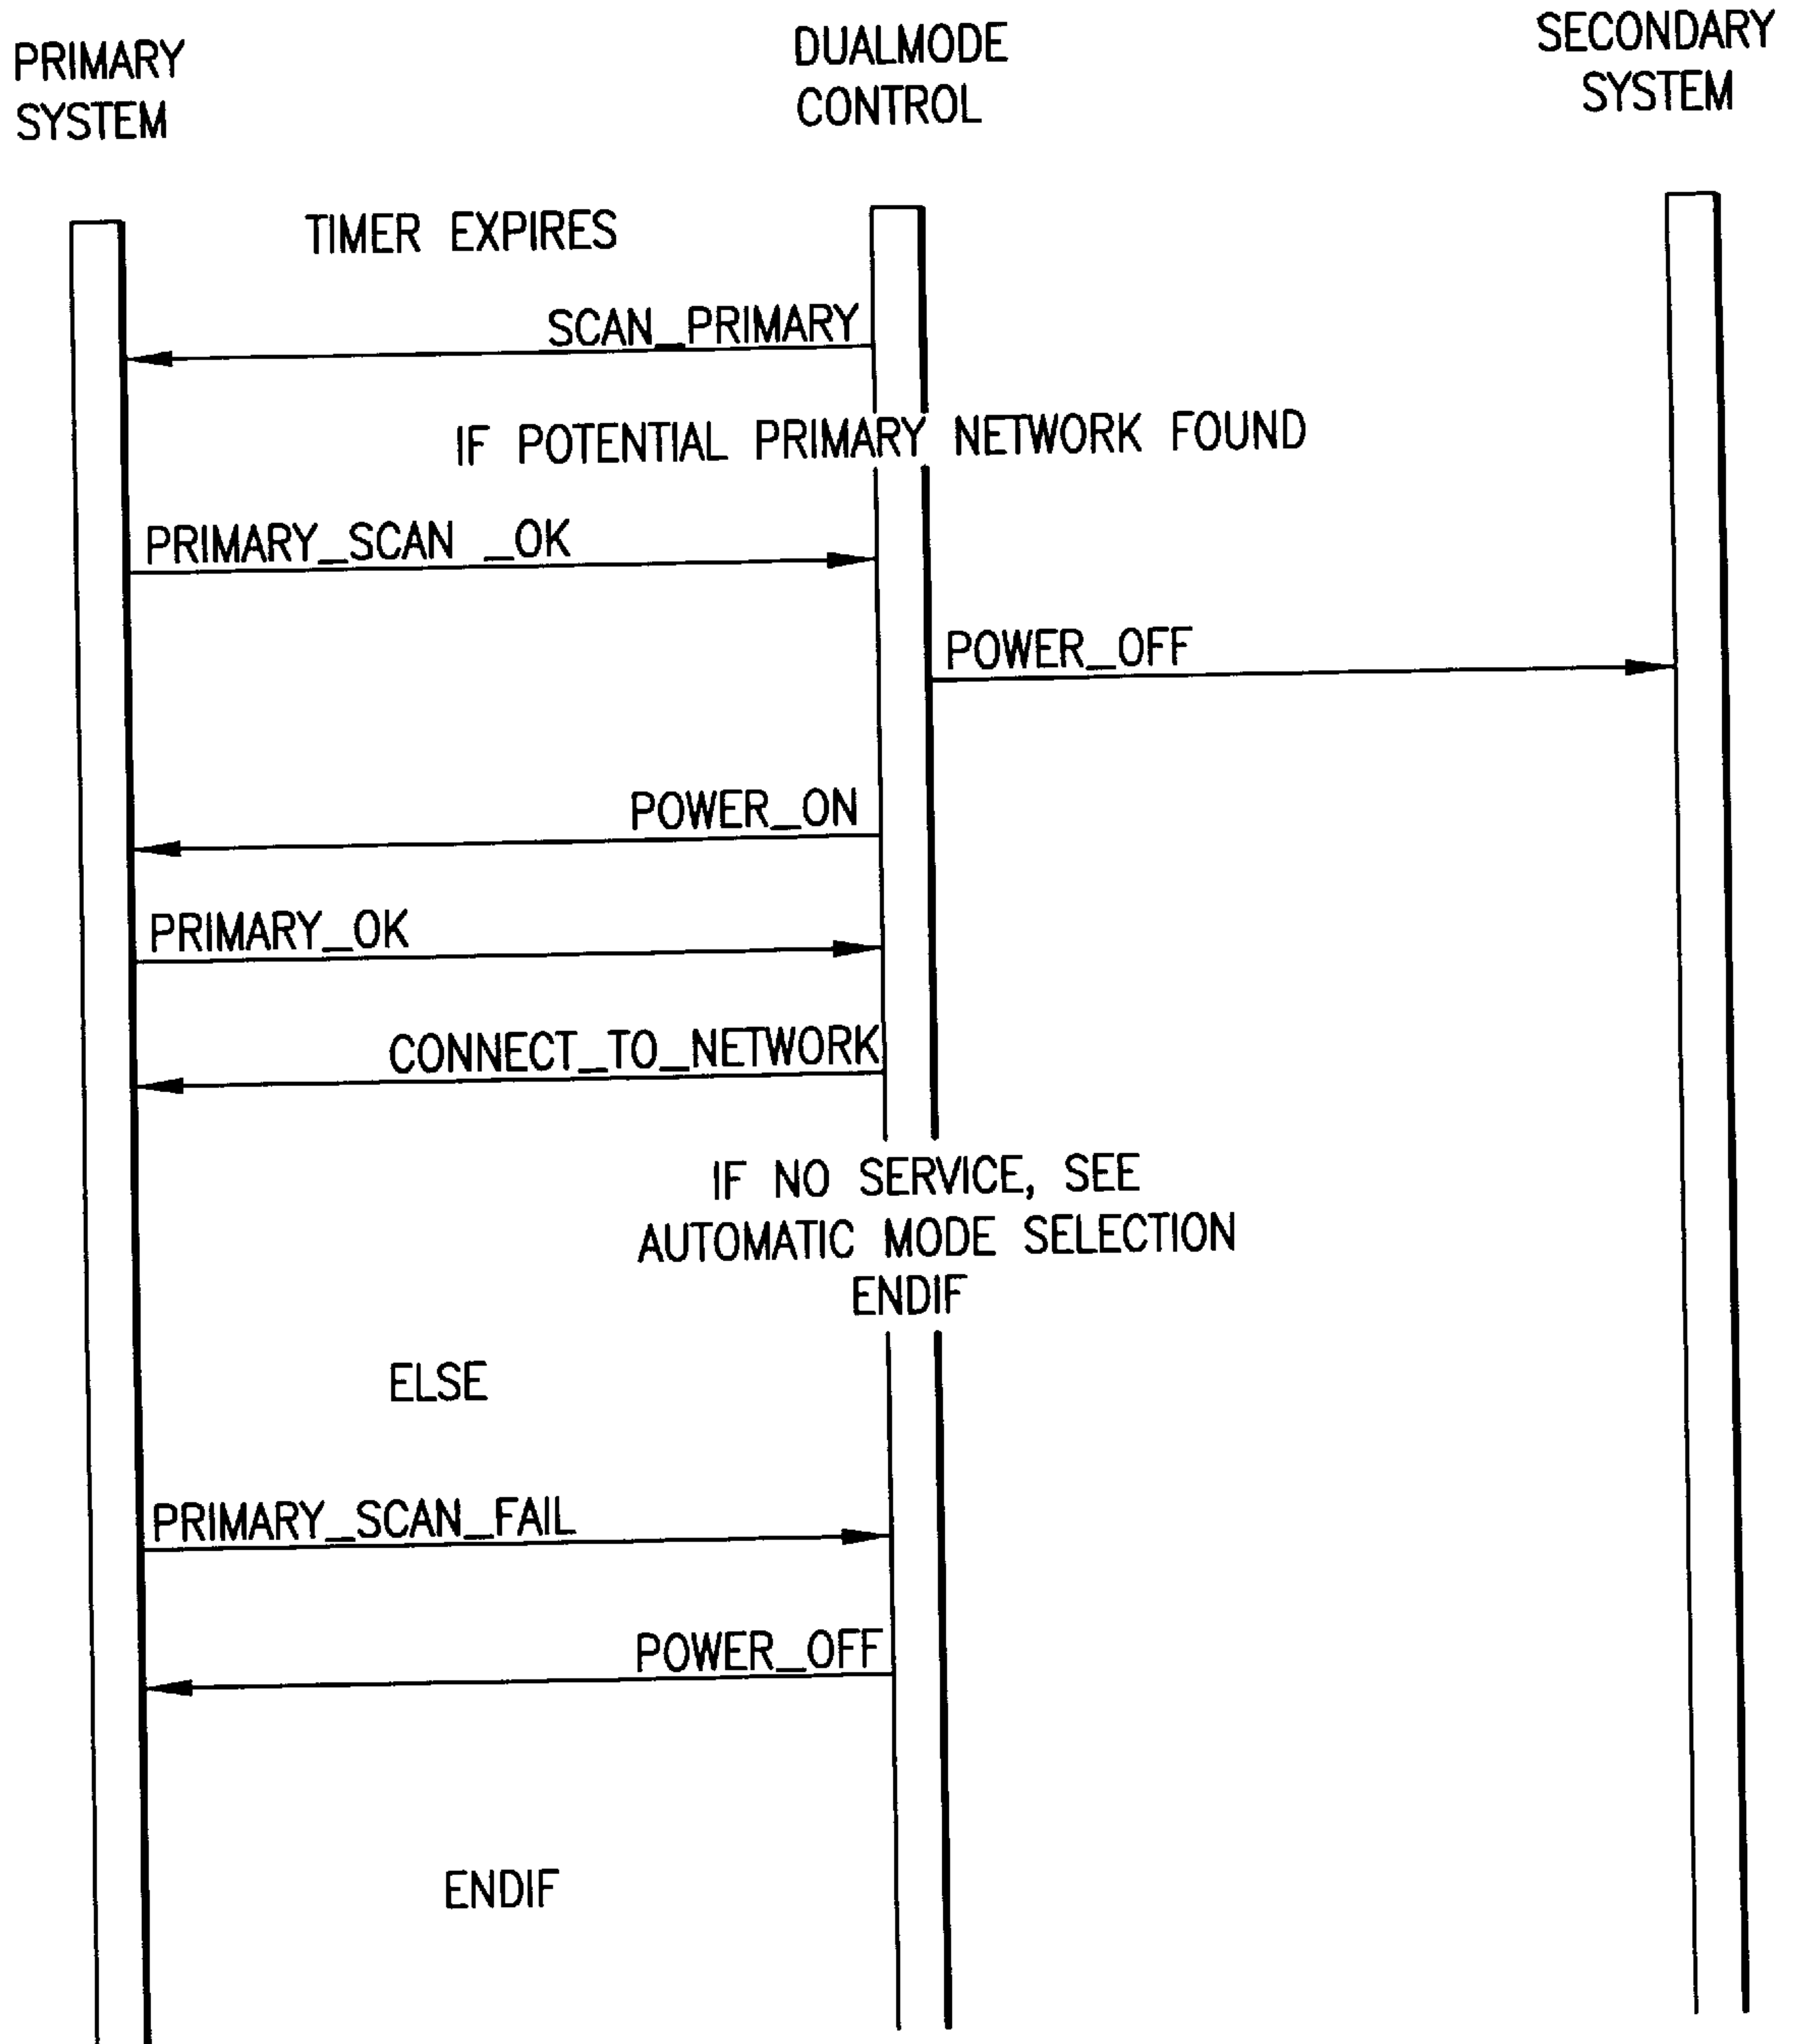 PRIMARY
SYSTEM
DUALMODE
CONTROL
SECONDARY
SYSTEM
TIMER EXPIRES
SCAN_PRIMARY
IF POTENTIAL PRIMARY NETWORK FOUND
PRIMARY_SCAN _OK
POWER_OFF
POWER_ON
PRIMARY_OK
CONNECT_TO_NETWORK
IF NO SERVICE, SEE
AUTOMATIC MODE SELECTION
ENDIF
ELSE
PRIMARY_SCAN_FAIL
POWER_OFF
ENDIF